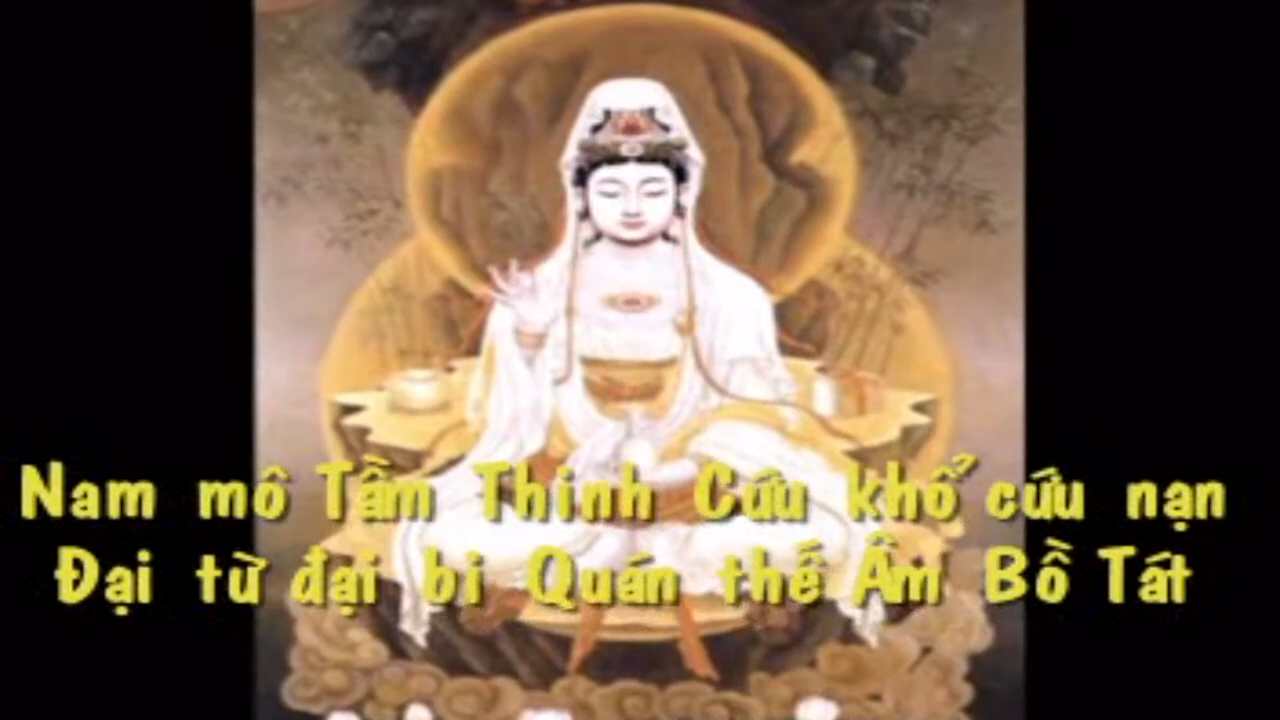 Nam mô Tầm Thinh Cứu khổ cứu nạn
Đại từ đại bi Quán thế Âm Bồ Tát